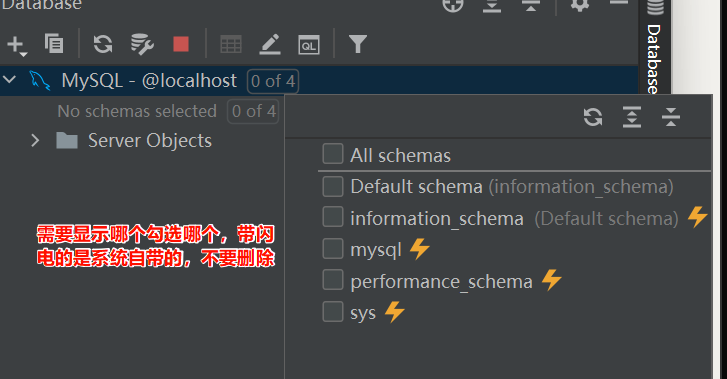 Database
MySQL - @localhost 0 of 4
No schemas selected 0 of 4
Server Objects
All schemas
Default schema (information_schema)
information_schema (Default schema)
mysql
performance_schema
sys
需要显示哪个勾选哪个，带闪
电的是系统自带的，不要删除
QL
Database